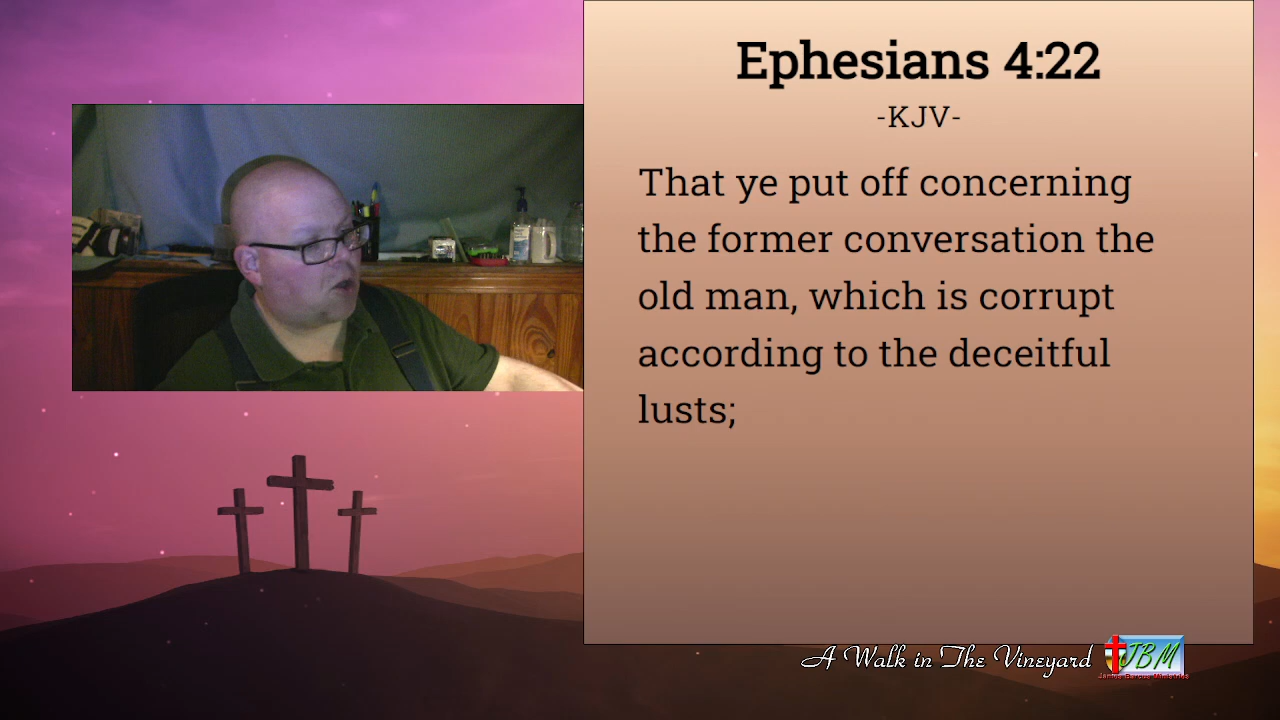 Ephesians 4:22
-KJV-
That ye put off concerning
the former conversation the
old man, which is corrupt
according to the deceitful
lusts;
A Walk in The Vineyard
JBM